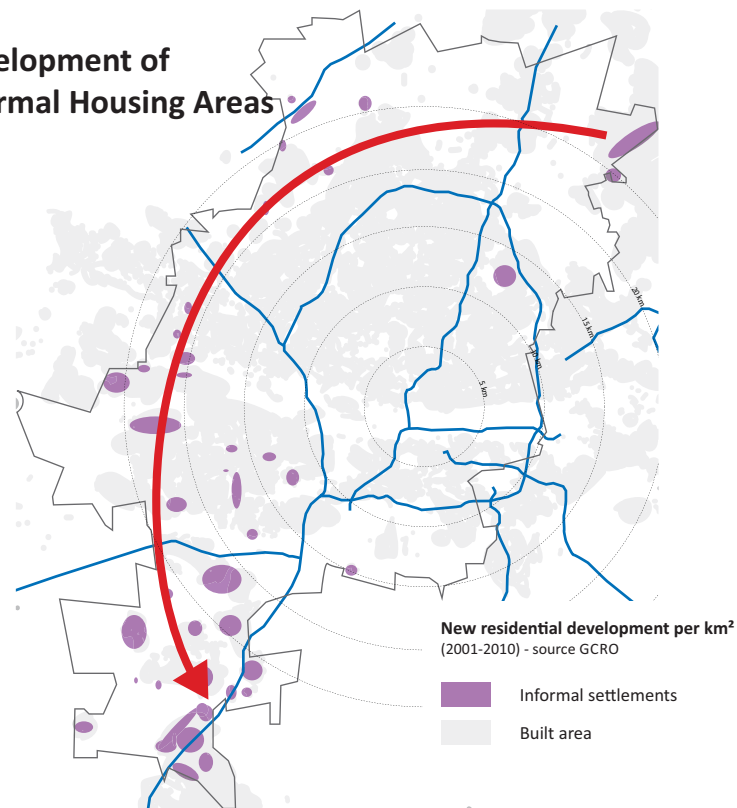 elopment of
rmal Housing Areas
20 km
15 km
10 km
5 km
New residential development per km²
(2001-2010) - source GCRO
Informal settlements
Built area